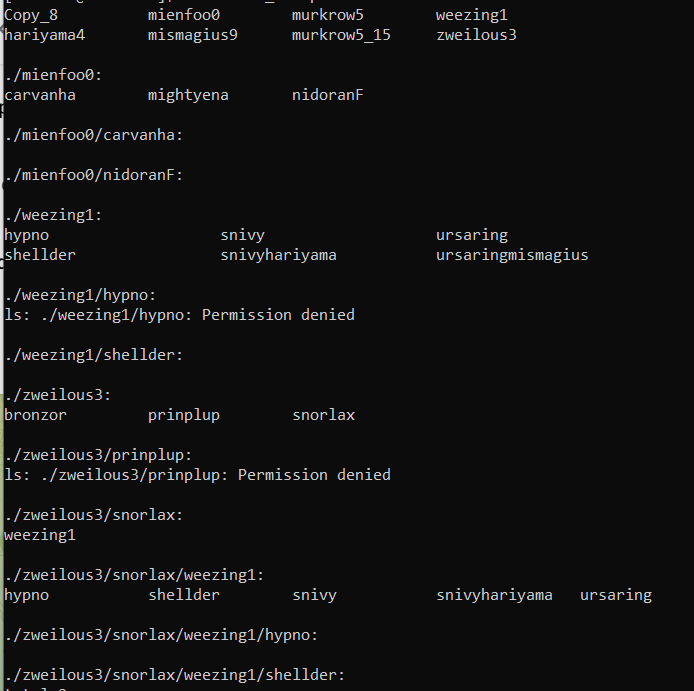 Copy_8 mienfoo0 murkrow5 weezing1
hariyama4 mismagius9 murkrow5_15 zweilous3
./mienfoo0:
carvanha mightyena nidoranF
./mienfoo0/carvanha:
./mienfoo0/nidoranF:
./weezing1:
hypno snivy ursaring
shellder snivyhariyama ursaringmismagius
./weezing1/hypno:
ls: ./weezing1/hypno: Permission denied
./weezing1/shellder:
./zweilous3:
bronzor prinplup snorlax
./zweilous3/prinplup:
ls: ./zweilous3/prinplup: Permission denied
./zweilous3/snorlax:
weezing1
./zweilous3/snorlax/weezing1:
hypno shellder snivy snivyhariyama ursaring
./zweilous3/snorlax/weezing1/hypno:
./zweilous3/snorlax/weezing1/shellder: